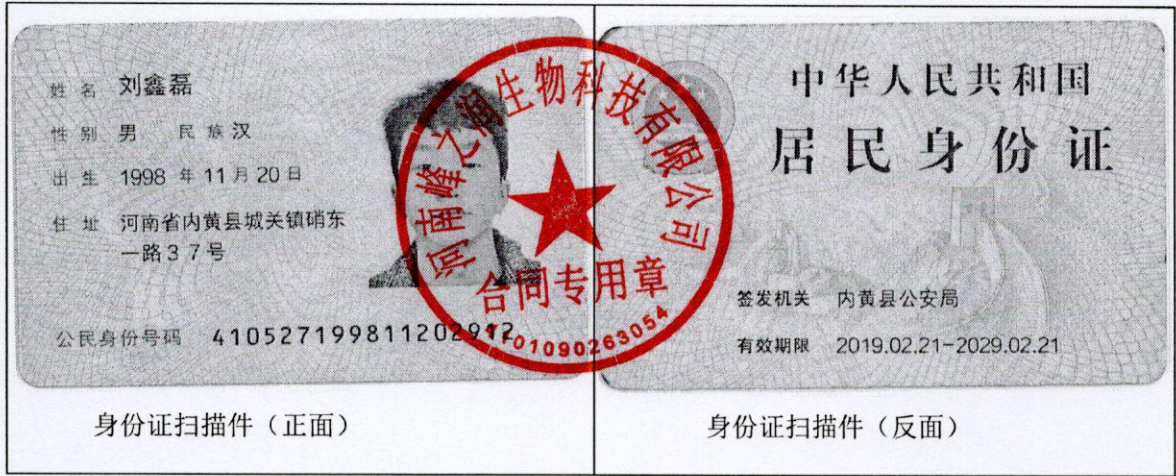 姓名 刘鑫磊
性别 男 民族 汉
出生 1998 年 11 月 20 日
住址 河南省内黄县城关镇硝东
一路37号
公民身份号码 410527199811202912
河南峰之润生物科技有限公司
合同专用章
01090263054
中华人民共和国
居民身份证
签发机关 内黄县公安局
有效期限 2019.02.21-2029.02.21
身份证扫描件（正面）
身份证扫描件（反面）